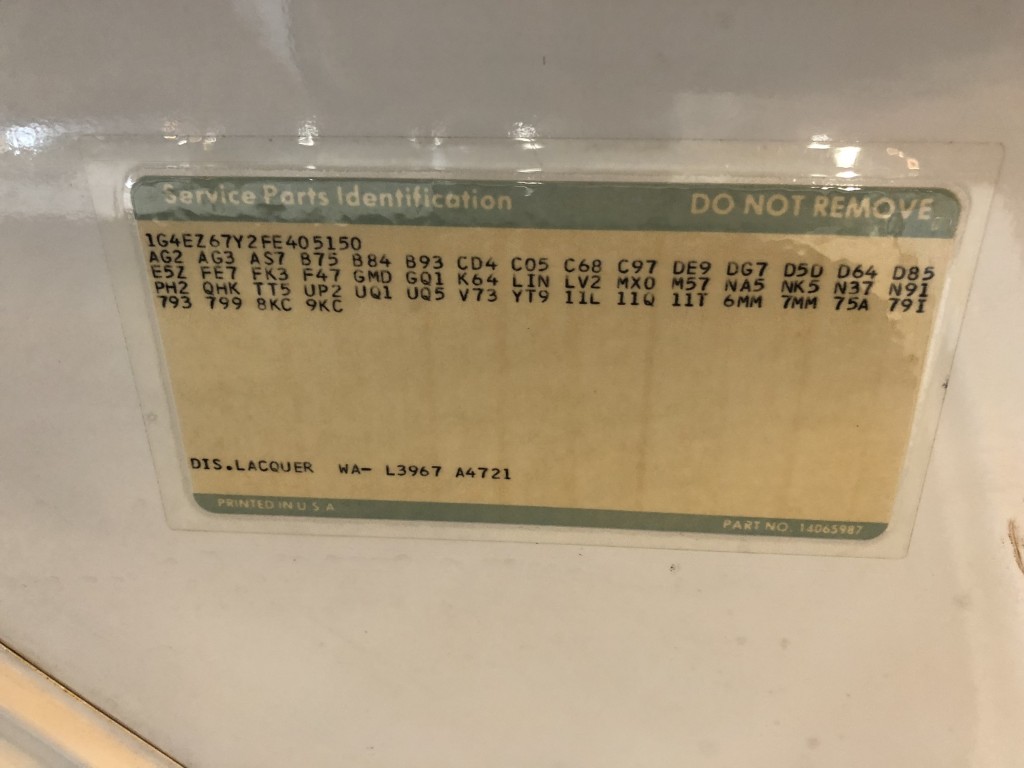 Service Parts Identification DO NOT REMOVE
1G4EZ67Y2FE405150
AG2 AG3 AS7 B75 B84 B93 CD4 C05 C68 C97 DE9 DG7 D50 D64 D85
E5Z FE7 FK3 F47 GMD GQ1 K64 LIN LV2 MX0 M57 NA5 NK5 N37 N91
PH2 QHK TT5 UP2 UQ1 UQ5 V73 YT9 11L 11Q 11T 6MM 7MM 75A 79I
793 799 8KC 9KC
DIS.LACQUER WA- L3967 A4721
PRINTED IN U S A
PART NO. 14065987